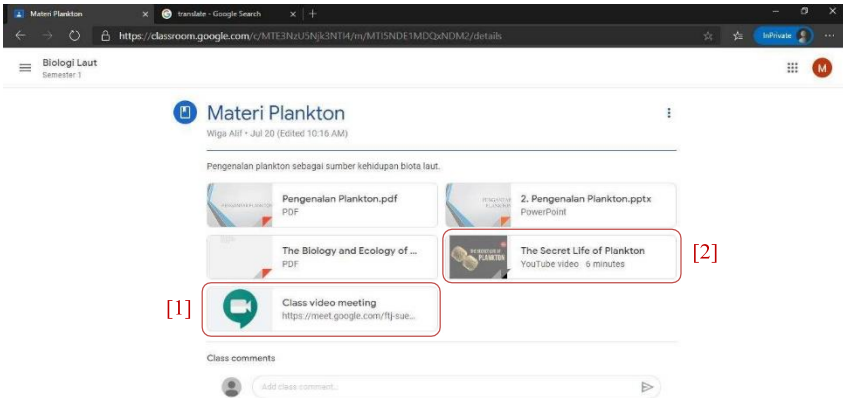 Materi Plankton
translate - Google Search
https://classroom.google.com/c/MTE3NzU5Njk3NTI4/m/MTI5NDE1MDQxNDM2/details
InPrivate
Biologi Laut
Semester 1
M
Materi Plankton
Wiga Alif • Jul 20 (Edited 10:16 AM)
Pengenalan plankton sebagai sumber kehidupan biota laut.
Pengenalan Plankton.pdf
PDF
2. Pengenalan Plankton.pptx
PowerPoint
The Biology and Ecology of ...
PDF
The Secret Life of Plankton
YouTube video 6 minutes
[2]
[1]
Class video meeting
https://meet.google.com/ftj-sue...
Class comments
Add class comment...